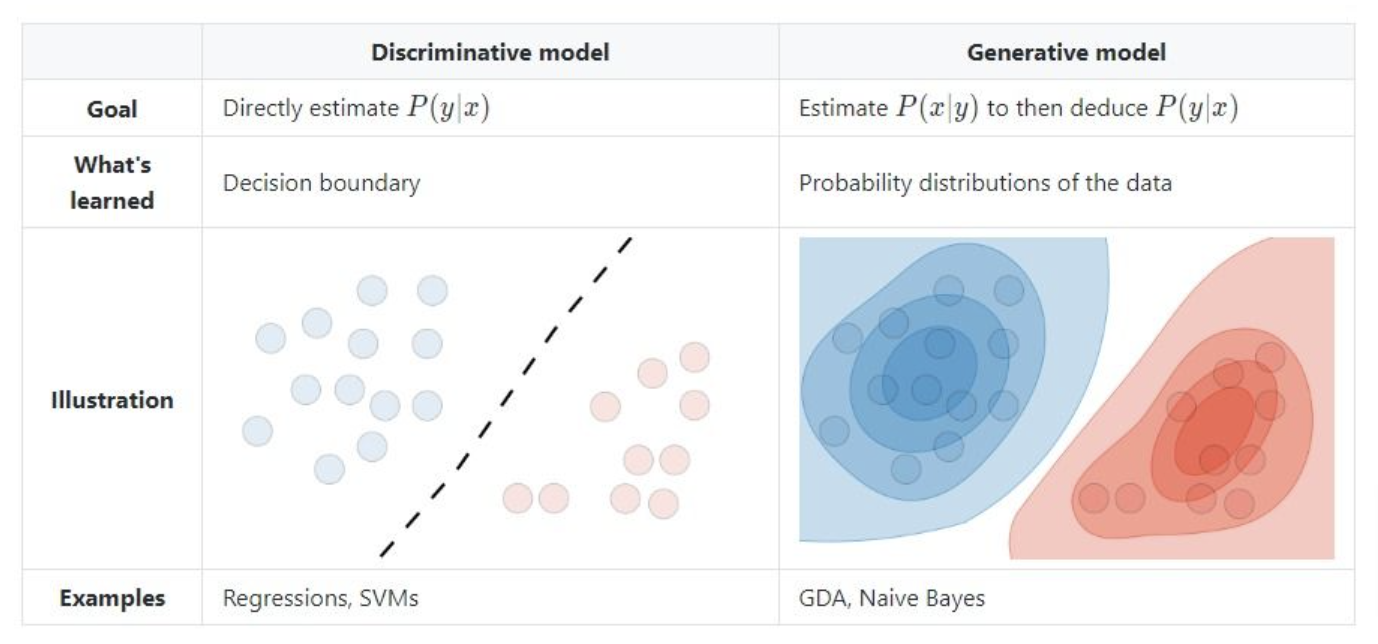 Discriminative model Generative model
Goal Directly estimate P(y|x) Estimate P(x|y) to then deduce P(y|x)
What's
learned Decision boundary Probability distributions of the data
Illustration
Examples Regressions, SVMs GDA, Naive Bayes